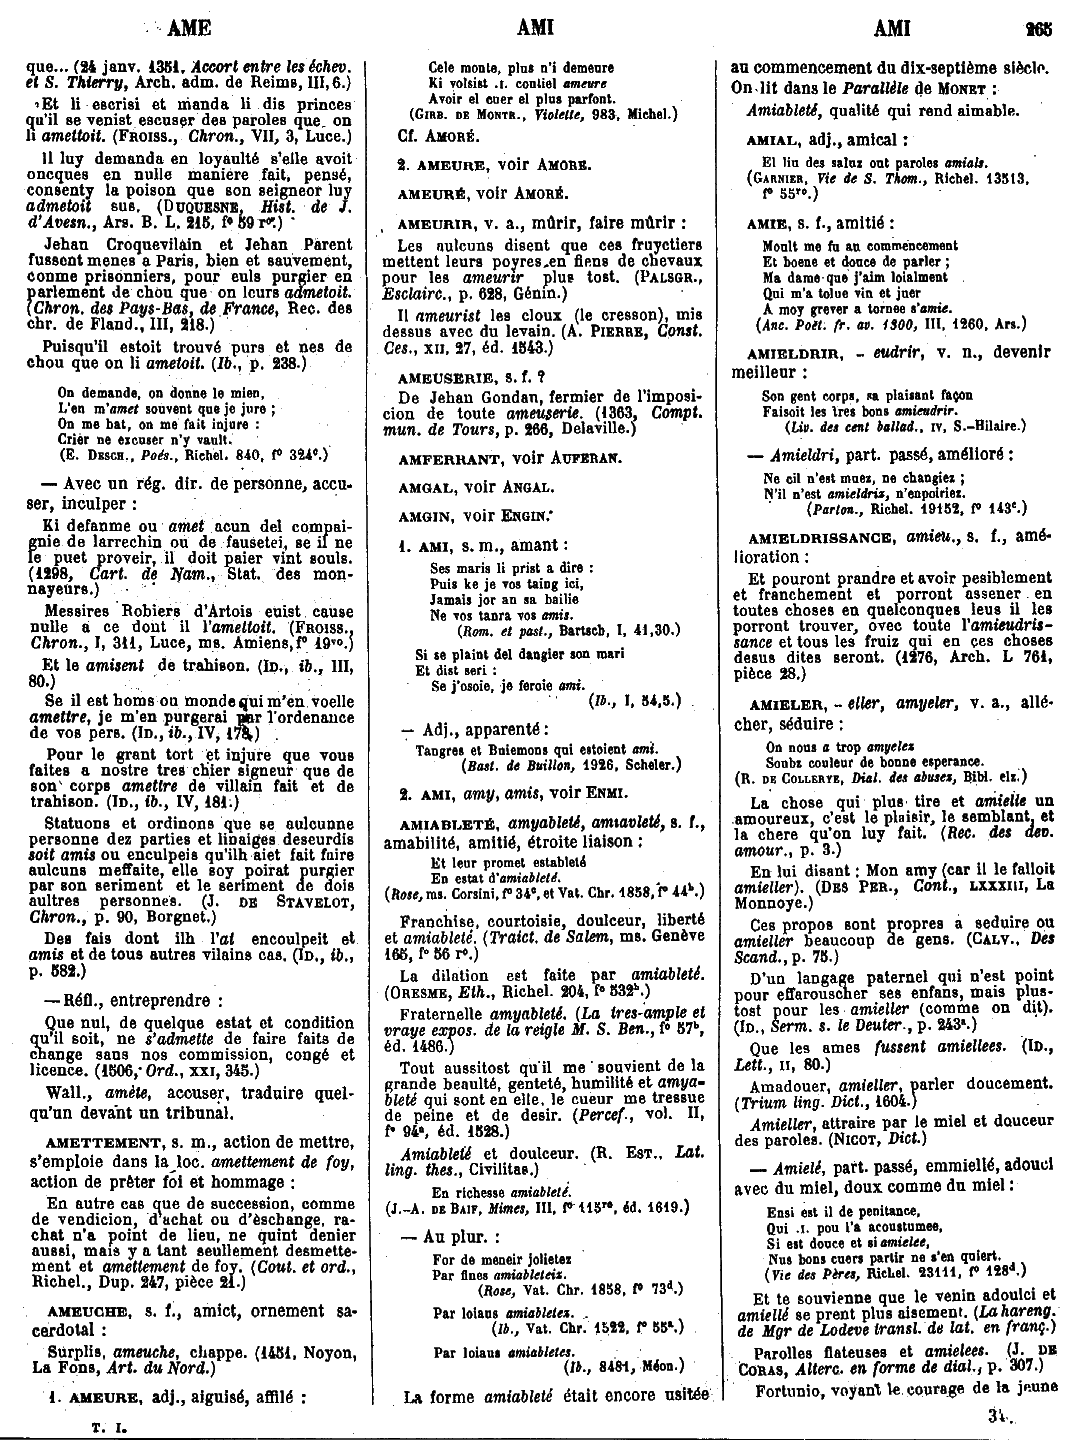 AME
AMI
AMI
265
que... (24 janv. 1351, Accort entre les échev.
et S. Thierry, Arch. adm. de Reims, III, 6.)
Et li escrisi et manda li dis princes
qu'il se venist escuser des paroles que on
li amettoit. (FROISS., Chron., VII, 3, Luce.)
Il luy demanda en loyaulté s'elle avoit
oncques en nulle maniere fait, pensé,
consenty la poison que son seigneor luy
admetoit sus. (DUQUESNE, Hist. de J.
d'Avesn., Ars. B. L. 215, f° 59 r°.)
Jehan Croquevilain et Jehan Parent
fussent menes a Paris, bien et sauvement,
conme prisonniers, pour euls purgier en
parlement de chou que on leurs admetoit.
(Chron. des Pays-Bas, de France, Rec. des
chr. de Fland., III, 218.)
Puisqu'il estoit trouvé purs et nes de
chou que on li ametoit. (Ib., p. 238.)
On demande, on donne le mien,
L'en m'amet souvent que je jure ;
On me bat, on me fait injure :
Criër ne excuser n'y vault.
(E. DESCH., Poés., Richel. 840, f° 324ᶜ.)
— Avec un rég. dir. de personne, accu-
ser, inculper :
Ki defanme ou amet acun del compai-
gnie de larrechin ou de fausetei, se il ne
le puet proveir, il doit paier vint souls.
(1298, Cart. de Nam., Stat. des mon-
nayeurs.)
Messires Robiers d'Artois euist cause
nulle a ce dont il l'amettoit. (FROISS.,
Chron., I, 311, Luce, ms. Amiens, f° 19ᵛᵒ.)
Et le amisent de trahison. (ID., ib., III,
80.)
Se il est homs ou monde qui m'en voelle
amettre, je m'en purgerai par l'ordenance
de vos pers. (ID., ib., IV, 178.)
Pour le grant tort et injure que vous
faites a nostre tres chier signeur que de
son corps amettre de villain fait et de
trahison. (ID., ib., IV, 181.)
Statuons et ordinons que se aulcunne
personne dez parties et linaiges deseurdis
soit amis ou enculpeis qu'ilh aiet fait faire
aulcuns meffaite, elle soy poirat purgier
par son seriment et le seriment de dois
aultres personnes. (J. DE STAVELOT,
Chron., p. 90, Borgnet.)
Des fais dont ilh l'at encoulpeit et
amis et de tous autres vilains cas. (ID., ib.,
p. 582.)
— Réfl., entreprendre :
Que nul, de quelque estat et condition
qu'il soit, ne s'admette de faire faits de
change sans nos commission, congé et
licence. (1506, Ord., XXI, 345.)
Wall., amète, accuser, traduire quel-
qu'un devant un tribunal.
AMETTEMENT, s. m., action de mettre,
s'emploie dans la loc. amettement de foy,
action de prêter foi et hommage :
En autre cas que de succession, comme
de vendicion, d'achat ou d'èschange, ra-
chat n'a point de lieu, ne quint denier
aussi, mais y a tant seullement desmette-
ment et amettement de foy. (Cout. et ord.,
Richel., Dup. 247, pièce 21.)
AMEUCHE, s. f., amict, ornement sa-
cerdotal :
Surplis, ameuche, chappe. (1451, Noyon,
La Fons, Art. du Nord.)
1. AMEURE, adj., aiguisé, affilé :
T. I.
Cele monte, plus n'i demeure
Ki volsist .I. contiel ameure
Avoir el cuer el plus parfont.
(GIRB. DE MONTR., Violette, 983, Michel.)
Cf. AMORÉ.
2. AMEURE, voir AMORE.
AMEURÉ, voir AMORÉ.
AMEURIR, v. a., mûrir, faire mûrir :
Les aulcuns disent que ces fruyctiers
mettent leurs poyres en fiens de chevaux
pour les ameurir plus tost. (PALSGR.,
Esclairc., p. 628, Génin.)
Il ameurist les cloux (le cresson), mis
dessus avec du levain. (A. PIERRE, Const.
Ces., XII, 27, éd. 1543.)
AMEUSERIE, s. f. ?
De Jehan Gondan, fermier de l'imposi-
cion de toute ameuserie. (1363, Compt.
mun. de Tours, p. 266, Delaville.)
AMFERRANT, voir AUFERAN.
AMGAL, voir ANGAL.
AMGIN, voir ENGIN.
1. AMI, s. m., amant :
Ses maris li prist a dire :
Puis ke je vos taing ici,
Jamais jor an sa bailie
Ne vos tanra vos amis.
(Rom. et past., Bartsch, I, 41,30.)
Si se plaint del dangier son mari
Et dist seri :
Se j'osoie, je feroie ami.
(Ib., I, 54,5.)
— Adj., apparenté :
Tangres et Buiemons qui estoient ami.
(Bast. de Buillon, 1926, Scheler.)
2. AMI, amy, amis, voir ENMI.
AMIABLETÉ, amyableté, amiavleté, s. f.,
amabilité, amitié, étroite liaison :
Et leur promet estableté
En estat d'amiableté.
(Rose, ms. Corsini, f° 34ᶜ, et Vat. Chr. 1858, f° 44ᵇ.)
Franchise, courtoisie, doulceur, liberté
et amiableté. (Traict. de Salem, ms. Genève
165, f° 56 r°.)
La dilation est faite par amiableté.
(ORESME, Eth., Richel. 204, f° 532ᵇ.)
Fraternelle amyableté. (La tres-ample et
vraye expos. de la reigle M. S. Ben., f° 57ᵇ,
éd. 1486.)
Tout aussitost qu'il me souvient de la
grande beaulté, genteté, humilité et amya-
bleté qui sont en elle, le cueur me tressue
de peine et de desir. (Percef., vol. II,
f° 94ᵃ, éd. 1528.)
Amiableté et doulceur. (R. EST., Lat.
ling. thes., Civilitas.)
En richesse amiableté.
(J.-A. DE BAIF, Mimes, III, f° 115ʳᵒ, éd. 1619.)
— Au plur. :
For de meneir jolietez
Par fines amiableteiz.
(Rose, Vat. Chr. 1858, f° 73ᵈ.)
Par loiaus amiabletez.
(Ib., Vat. Chr. 1522, f° 55ᵃ.)
Par loiaus amiabletes.
(Ib., 8481, Méon.)
La forme amiableté était encore usitée
au commencement du dix-septième siècle.
On lit dans le Parallèle de MONET :
Amiableté, qualité qui rend aimable.
AMIAL, adj., amical :
El liu des saluz out paroles amials.
(GARNIER, Vie de S. Thom., Richel. 13513,
f° 55ʳᵒ.)
AMIE, s. f., amitié :
Moult me fu au commencement
Et boene et douce de parler ;
Ma dame que j'aim loialment
Qui m'a tolue vin et juer
A moy grever a tornee s'amie.
(Anc. Poët. fr. av. 1300, III, 1260, Ars.)
AMIELDRIR, - eudrir, v. n., devenir
meilleur :
Son gent corps, sa plaisant façon
Faisoit les tres bons amieudrir.
(Liv. des cent ballad., IV, S.-Hilaire.)
— Amieldri, part. passé, amélioré :
Ne cil n'est muez, ne changiez ;
N'il n'est amieldriz, n'empoiriez.
(Parton., Richel. 19152, f° 143ᶜ.)
AMIELDRISSANCE, amieu., s. f., amé-
lioration :
Et pouront prandre et avoir pesiblement
et franchement et porront assener en
toutes choses en quelconques leus il les
porront trouver, ovec toute l'amieudris-
sance et tous les fruiz qui en ces choses
desus dites seront. (1276, Arch. L 761,
pièce 28.)
AMIELER, - eller, amyeler, v. a., allé-
cher, séduire :
On nous a trop amyelez
Soubz couleur de bonne esperance.
(R. DE COLLERYE, Dial. des abusez, Bibl. elz.)
La chose qui plus tire et amielle un
amoureux, c'est le plaisir, le semblant et
la chere qu'on luy fait. (Rec. des dev.
amour., p. 3.)
En lui disant : Mon amy (car il le falloit
amieller). (DES PER., Cont., LXXXIII, La
Monnoye.)
Ces propos sont propres a seduire ou
amieller beaucoup de gens. (CALV., Des
Scand., p. 75.)
D'un langage paternel qui n'est point
pour effaroucher ses enfans, mais plus-
tost pour les amieller (comme on dit).
(ID., Serm. s. le Deuter., p. 243ᵃ.)
Que les ames fussent amiellees. (ID.,
Lett., II, 80.)
Amadouer, amieller, parler doucement.
(Trium ling. Dict., 1604.)
Amieller, attraire par le miel et douceur
des paroles. (NICOT, Dict.)
— Amielé, part. passé, emmiellé, adouci
avec du miel, doux comme du miel :
Ensi est il de penitance,
Qui .I. pou l'a acoustumee,
Si est douce et si amielee,
Nus bons cuers partir ne s'en quiert.
(Vie des Pères, Richel. 23111, f° 128ᵈ.)
Et te souvienne que le venin adoulci et
amiellé se prent plus aisement. (La hareng.
de Mgr de Lodeve transl. de lat. en franç.)
Parolles flateuses et amielees. (J. DE
CORAS, Alterc. en forme de dial., p. 307.)
Fortunio, voyant le courage de la jeune
34.